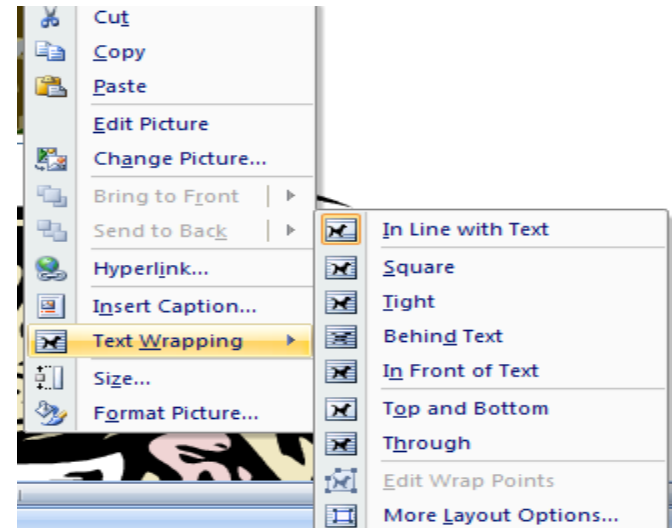 Cut
Copy
Paste
Edit Picture
Change Picture...
Bring to Front
Send to Back
Hyperlink...
Insert Caption...
Text Wrapping
Size...
Format Picture...
In Line with Text
Square
Tight
Behind Text
In Front of Text
Top and Bottom
Through
Edit Wrap Points
More Layout Options...